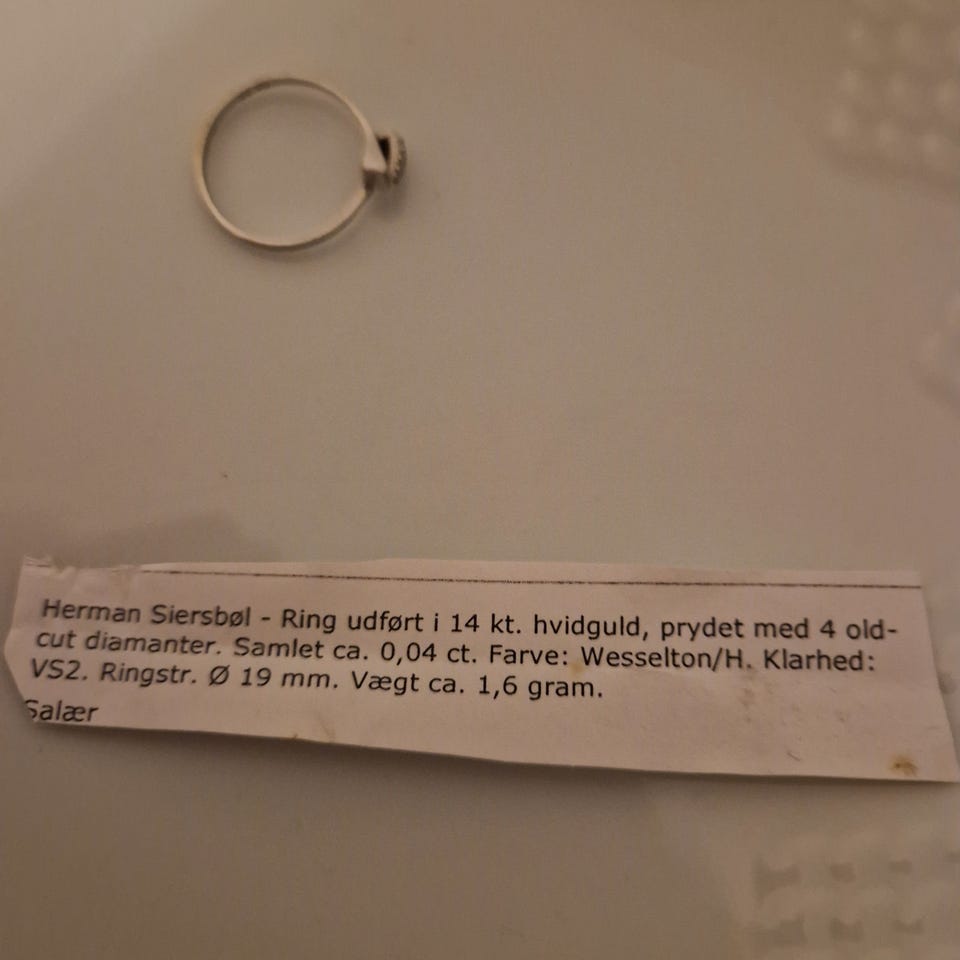 Herman Siersbøl - Ring udført i 14 kt. hvidguld, prydet med 4 old-
cut diamanter. Samlet ca. 0,04 ct. Farve: Wesselton/H. Klarhed:
VS2. Ringstr. Ø 19 mm. Vægt ca. 1,6 gram.
Salær